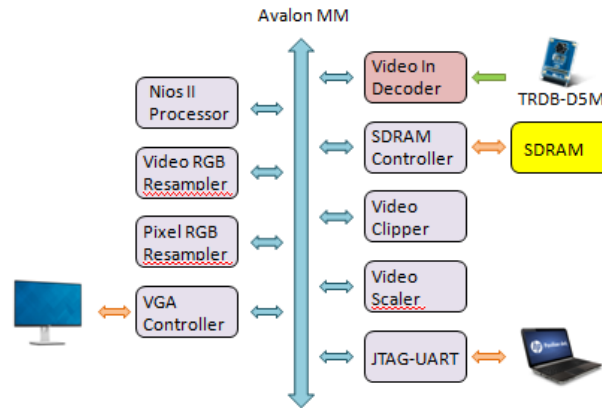 Avalon MM
Nios II
Processor
Video RGB
Resampler
Pixel RGB
Resampler
VGA
Controller
Video In
Decoder
TRDB-D5M
SDRAM
Controller
SDRAM
Video
Clipper
Video
Scaler
JTAG-UART